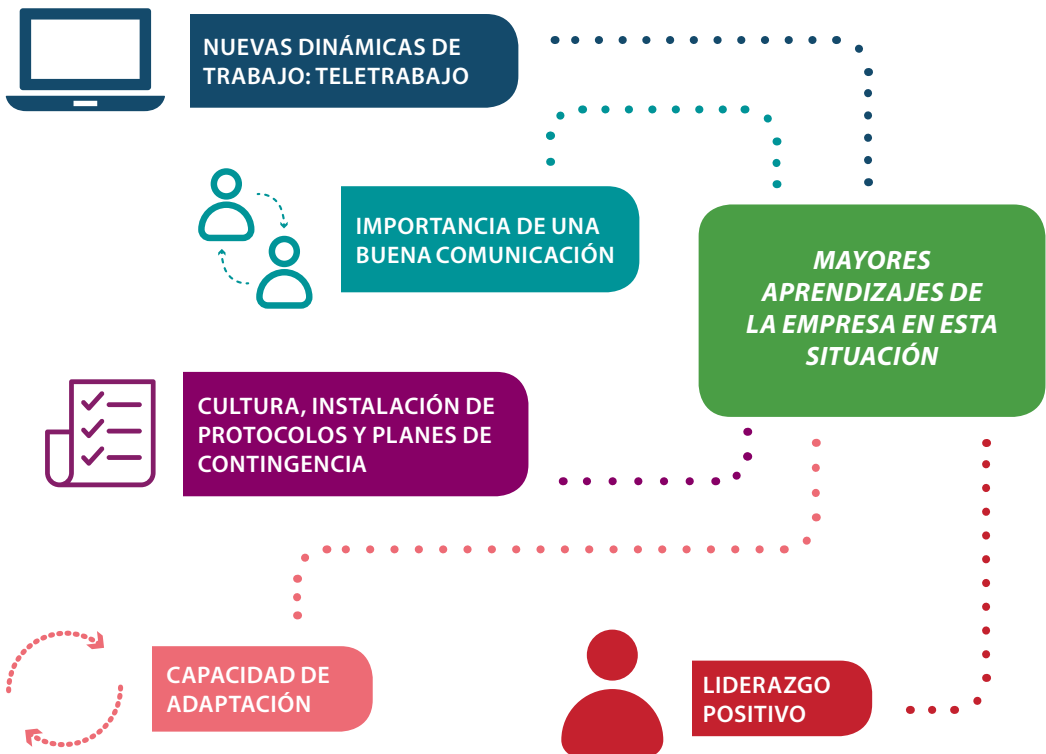 NUEVAS DINÁMICAS DE
TRABAJO: TELETRABAJO
IMPORTANCIA DE UNA
BUENA COMUNICACIÓN
MAYORES
APRENDIZAJES DE
LA EMPRESA EN ESTA
SITUACIÓN
CULTURA, INSTALACIÓN DE
PROTOCOLOS Y PLANES DE
CONTINGENCIA
CAPACIDAD DE
ADAPTACIÓN
LIDERAZGO
POSITIVO